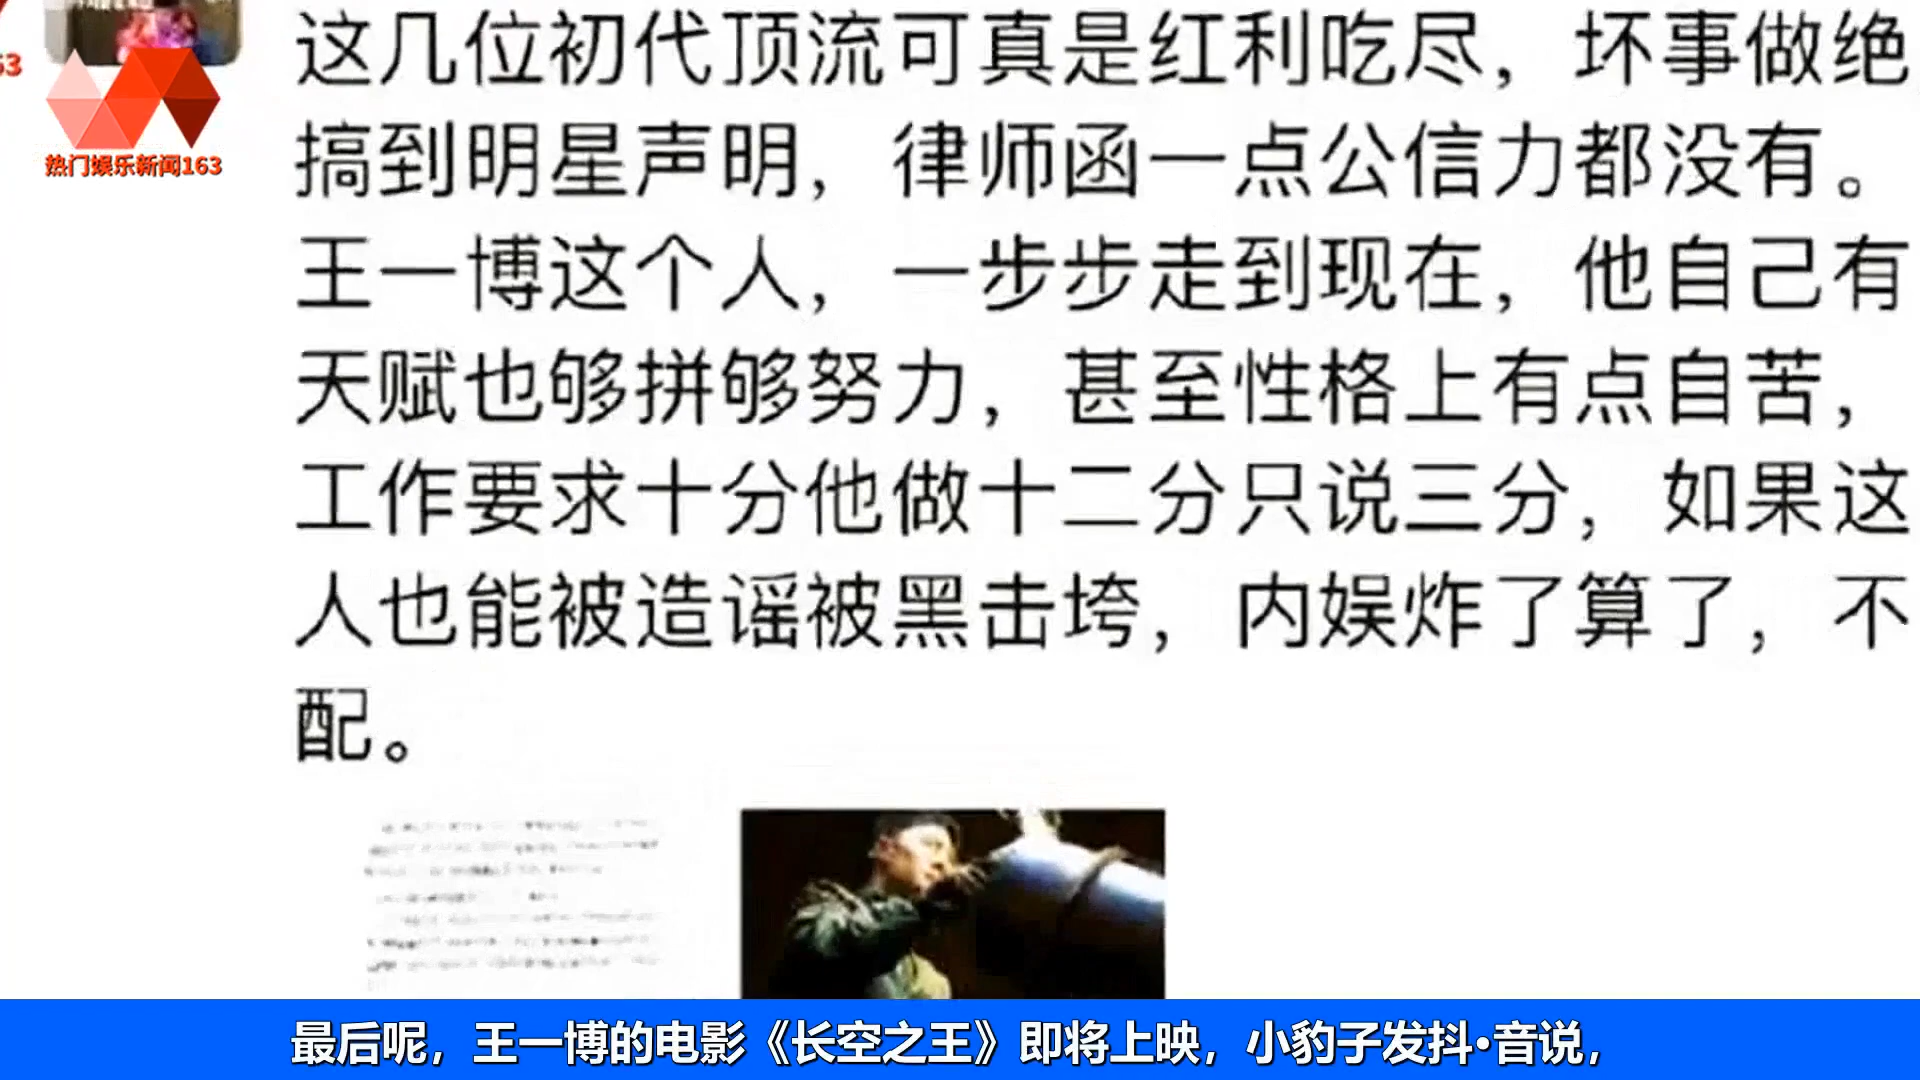 这几位初代顶流可真是红利吃尽，坏事做绝
搞到明星声明，律师函一点公信力都没有。
王一博这个人，一步步走到现在，他自己有
天赋也够拼够努力，甚至性格上有点自苦，
工作要求十分他做十二分只说三分，如果这
人也能被造谣被黑击垮，内娱炸了算了，不
配。
63
热门娱乐新闻163
最后呢，王一博的电影《长空之王》即将上映，小豹子发抖·音说，